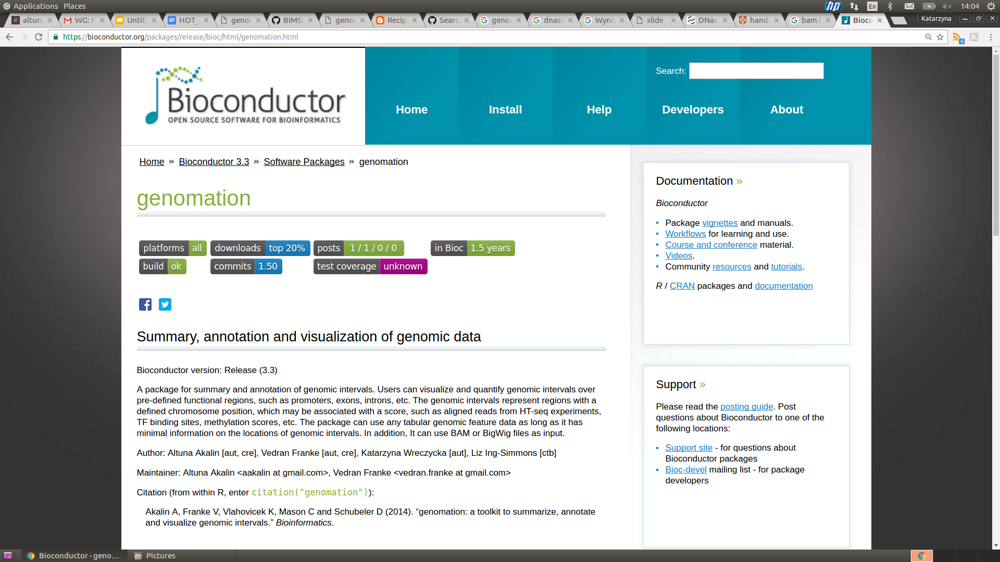 Applications Places
En 14:04
altun WG: F Untitl HOT_ geno BIMSI geno Recip Searc geno dnase Wyni slide_ DNas hands bam f Bioco Katarzyna
https://bioconductor.org/packages/release/bioc/html/genomation.html
4
Bioconductor
OPEN SOURCE SOFTWARE FOR BIOINFORMATICS
Search:
Home Install Help Developers About
Home » Bioconductor 3.3 » Software Packages » genomation
genomation
platforms all downloads top 20% posts 1 / 1 / 0 / 0 in Bioc 1.5 years
build ok commits 1.50 test coverage unknown
Summary, annotation and visualization of genomic data
Bioconductor version: Release (3.3)
A package for summary and annotation of genomic intervals. Users can visualize and quantify genomic intervals over
pre-defined functional regions, such as promoters, exons, introns, etc. The genomic intervals represent regions with a
defined chromosome position, which may be associated with a score, such as aligned reads from HT-seq experiments,
TF binding sites, methylation scores, etc. The package can use any tabular genomic feature data as long as it has
minimal information on the locations of genomic intervals. In addition, It can use BAM or BigWig files as input.
Author: Altuna Akalin [aut, cre], Vedran Franke [aut, cre], Katarzyna Wreczycka [aut], Liz Ing-Simmons [ctb]
Maintainer: Altuna Akalin <aakalin at gmail.com>, Vedran Franke <vedran.franke at gmail.com>
Citation (from within R, enter citation("genomation")):
Akalin A, Franke V, Vlahovicek K, Mason C and Schubeler D (2014). “genomation: a toolkit to summarize, annotate
and visualize genomic intervals.” Bioinformatics.
Documentation »
Bioconductor
Package vignettes and manuals.
Workflows for learning and use.
Course and conference material.
Videos.
Community resources and tutorials.
R / CRAN packages and documentation
Support »
Please read the posting guide. Post
questions about Bioconductor to one of the
following locations:
Support site - for questions about
Bioconductor packages
Bioc-devel mailing list - for package
developers
Bioconductor - geno... Pictures